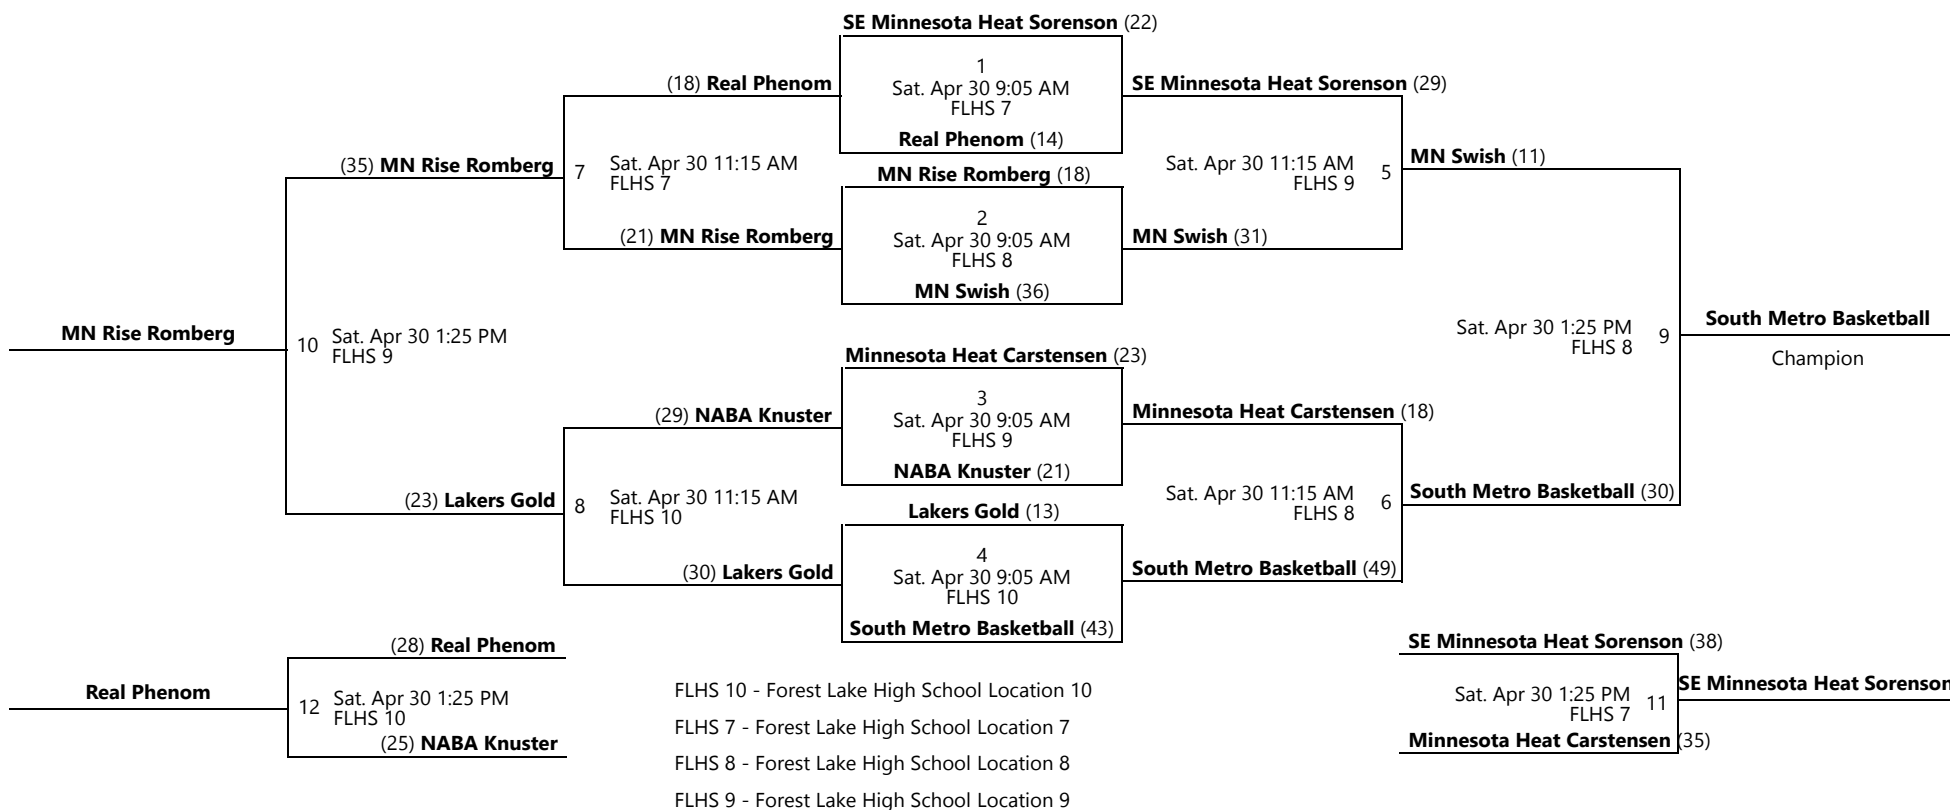 SE Minnesota Heat Sorenson (22)
1
Sat. Apr 30 9:05 AM
FLHS 7
Real Phenom (14)
(18) Real Phenom
SE Minnesota Heat Sorenson (29)
(35) MN Rise Romberg
7 Sat. Apr 30 11:15 AM
FLHS 7
MN Rise Romberg (18)
2
Sat. Apr 30 9:05 AM
FLHS 8
MN Swish (36)
Sat. Apr 30 11:15 AM
FLHS 9 5
MN Swish (11)
(21) MN Rise Romberg
MN Swish (31)
MN Rise Romberg
10 Sat. Apr 30 1:25 PM
FLHS 9
Sat. Apr 30 1:25 PM
FLHS 8 9
South Metro Basketball
Champion
Minnesota Heat Carstensen (23)
3
Sat. Apr 30 9:05 AM
FLHS 9
NABA Knuster (21)
(29) NABA Knuster
Minnesota Heat Carstensen (18)
(23) Lakers Gold
8 Sat. Apr 30 11:15 AM
FLHS 10
Lakers Gold (13)
4
Sat. Apr 30 9:05 AM
FLHS 10
South Metro Basketball (43)
Sat. Apr 30 11:15 AM
FLHS 8 6
South Metro Basketball (30)
(30) Lakers Gold
South Metro Basketball (49)
(28) Real Phenom
Real Phenom
12 Sat. Apr 30 1:25 PM
FLHS 10
(25) NABA Knuster
FLHS 10 - Forest Lake High School Location 10
FLHS 7 - Forest Lake High School Location 7
FLHS 8 - Forest Lake High School Location 8
FLHS 9 - Forest Lake High School Location 9
SE Minnesota Heat Sorenson (38)
Sat. Apr 30 1:25 PM
FLHS 7 11
SE Minnesota Heat Sorenson
Minnesota Heat Carstensen (35)